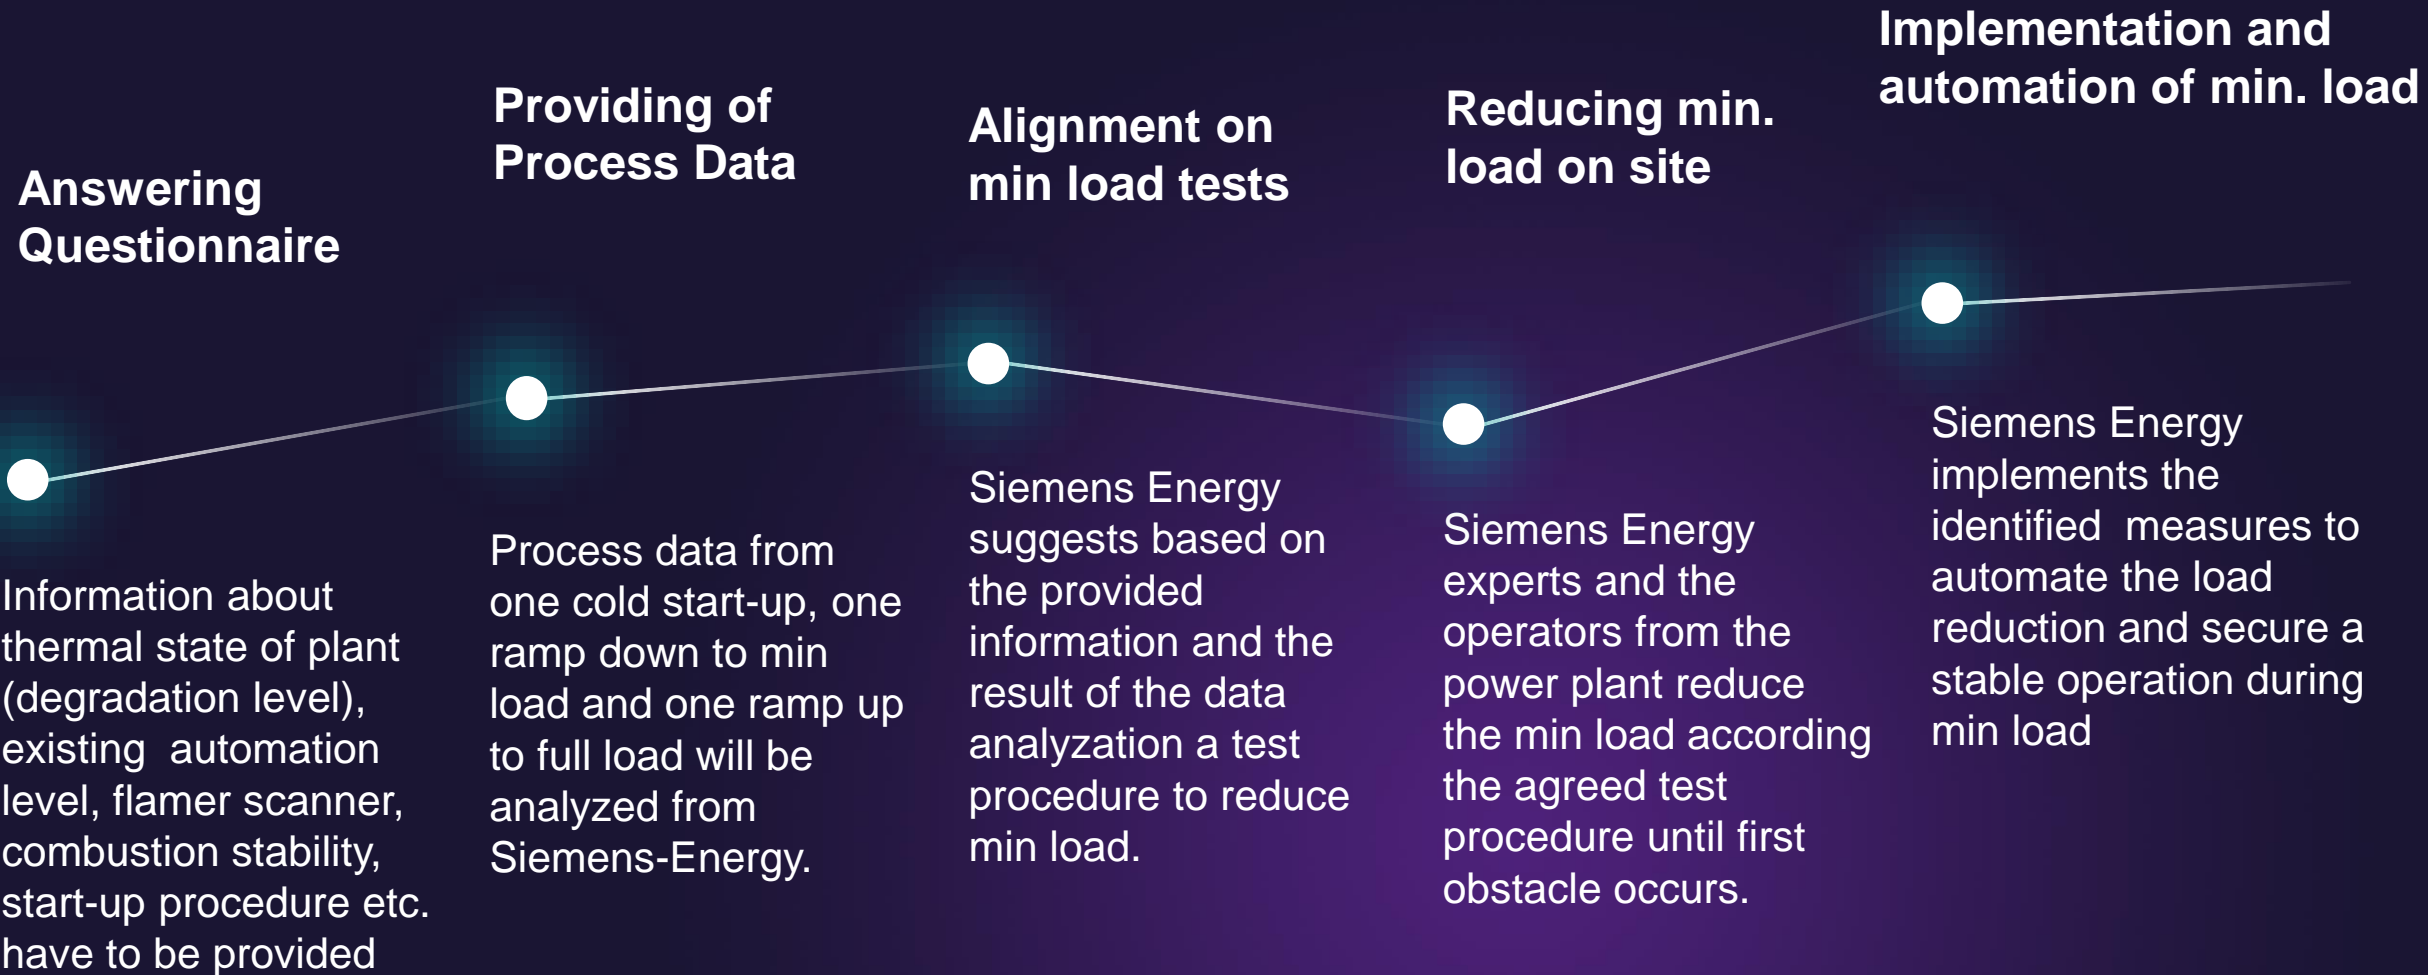 Answering
Questionnaire
Information about
thermal state of plant
(degradation level),
existing  automation
level, flamer scanner,
combustion stability,
start-up procedure etc.
have to be provided
Providing of
Process Data
Process data from
one cold start-up, one
ramp down to min
load and one ramp up
to full load will be
analyzed from
Siemens-Energy.
Alignment on
min load tests
Siemens Energy
suggests based on
the provided
information and the
result of the data
analyzation a test
procedure to reduce
min load.
Reducing min.
load on site
Siemens Energy
experts and the
operators from the
power plant reduce
the min load according
the agreed test
procedure until first
obstacle occurs.
Implementation and
automation of min. load
Siemens Energy
implements the
identified  measures to
automate the load
reduction and secure a
stable operation during
min load